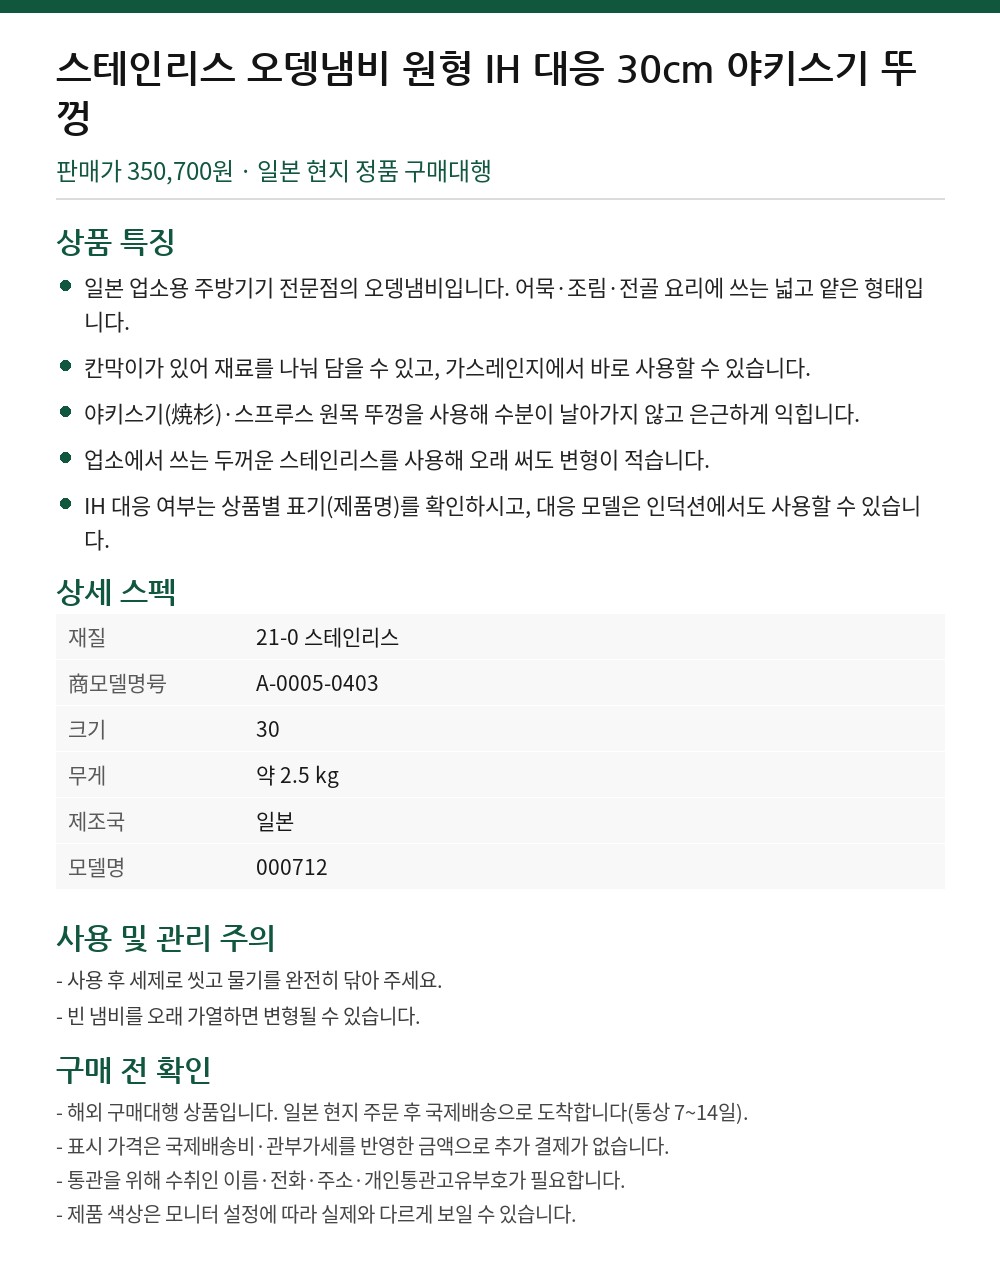 스테인리스 오뎅냄비 원형 IH 대응 30cm 야키스기 뚜
껑
판매가 350,700원 · 일본 현지 정품 구매대행
상품 특징
일본 업소용 주방기기 전문점의 오뎅냄비입니다. 어묵·조림·전골 요리에 쓰는 넓고 얕은 형태입
니다.
칸막이가 있어 재료를 나눠 담을 수 있고, 가스레인지에서 바로 사용할 수 있습니다.
야키스기(焼杉)·스프루스 원목 뚜껑을 사용해 수분이 날아가지 않고 은근하게 익힙니다.
업소에서 쓰는 두꺼운 스테인리스를 사용해 오래 써도 변형이 적습니다.
IH 대응 여부는 상품별 표기(제품명)를 확인하시고, 대응 모델은 인덕션에서도 사용할 수 있습니
다.
상세 스펙
재질 21-0 스테인리스
商모델명号 A-0005-0403
크기 30
무게 약 2.5 kg
제조국 일본
모델명 000712
사용 및 관리 주의
- 사용 후 세제로 씻고 물기를 완전히 닦아 주세요.
- 빈 냄비를 오래 가열하면 변형될 수 있습니다.
구매 전 확인
- 해외 구매대행 상품입니다. 일본 현지 주문 후 국제배송으로 도착합니다(통상 7~14일).
- 표시 가격은 국제배송비·관부가세를 반영한 금액으로 추가 결제가 없습니다.
- 통관을 위해 수취인 이름·전화·주소·개인통관고유부호가 필요합니다.
- 제품 색상은 모니터 설정에 따라 실제와 다르게 보일 수 있습니다.